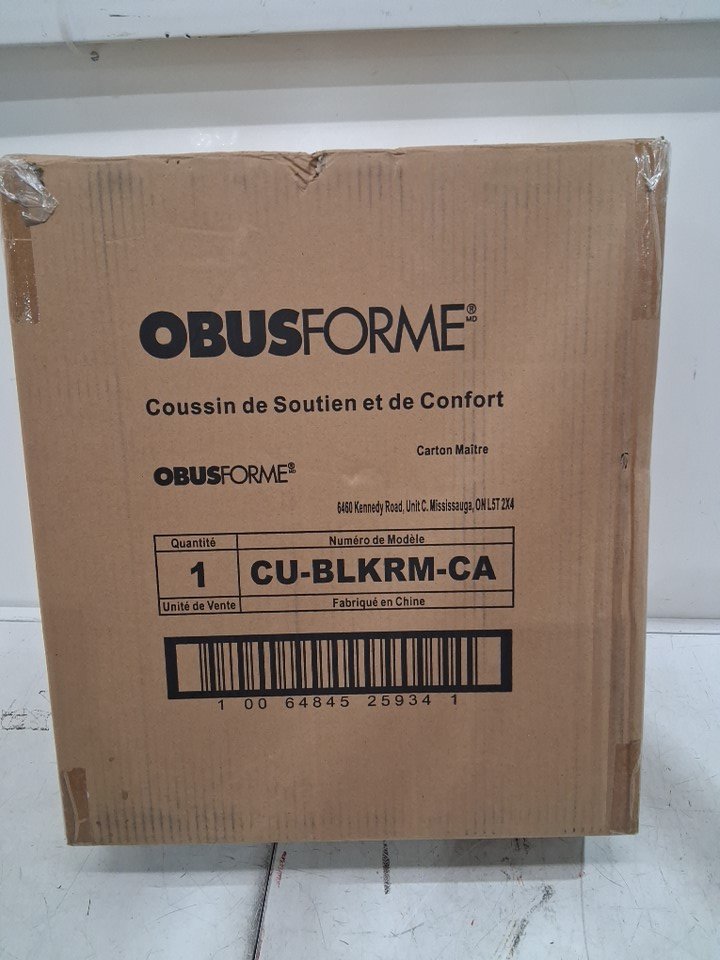 OBUSFORME® MD
Coussin de Soutien et de Confort
Carton Maître
OBUSFORME® MD
6460 Kennedy Road, Unit C. Mississauga, ON L5T 2X4
Quantité Numéro de Modèle
1 CU-BLKRM-CA
Unité de Vente Fabriqué en Chine
1 00 64845 25934 1